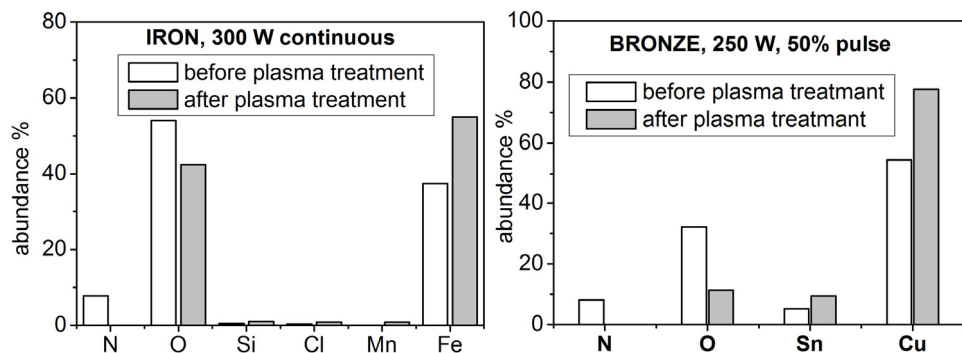 IRON, 300 W continuous
before plasma treatment
after plasma treatment
abundance %
80
60
40
20
0
N O Si Cl Mn Fe
BRONZE, 250 W, 50% pulse
before plasma treatmant
after plasma treatmant
abundance %
100
80
60
40
20
0
N O Sn Cu